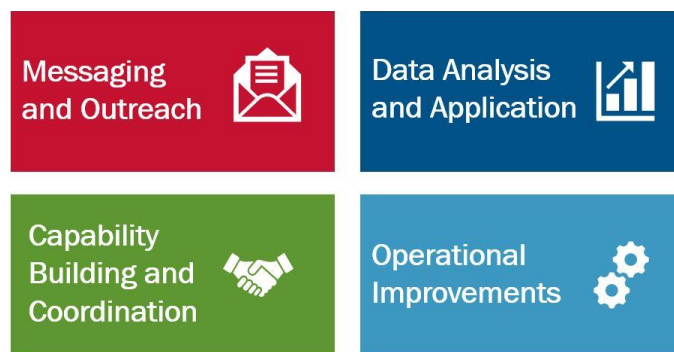 Messaging
and Outreach
Data Analysis
and Application
Capability
Building and
Coordination
Operational
Improvements